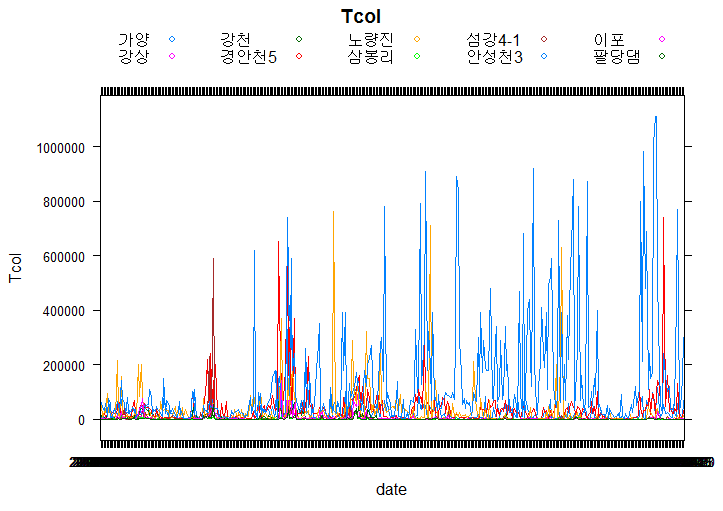 Tcol
가양 강천 노량진 섬강4-1 이포
강상 경안천5 삼봉리 안성천3 팔당댐
1000000
800000
600000
400000
200000
0
Tcol
date